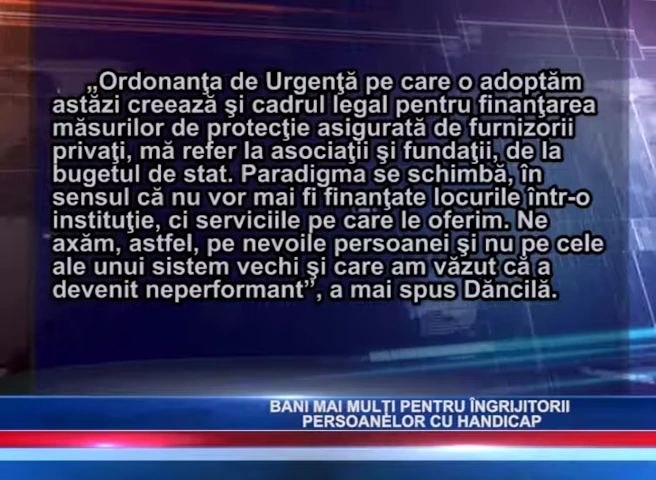 „Ordonanţa de Urgenţă pe care o adoptăm
astăzi creează şi cadrul legal pentru finanţarea
măsurilor de protecţie asigurată de furnizorii
privaţi, mă refer la asociaţii şi fundaţii, de la
bugetul de stat. Paradigma se schimbă, în
sensul că nu vor mai fi finanţate locurile într-o
instituţie, ci serviciile pe care le oferim. Ne
axăm, astfel, pe nevoile persoanei şi nu pe cele
ale unui sistem vechi şi care am văzut că a
devenit neperformant”, a mai spus Dăncilă.
BANI MAI MULŢI PENTRU ÎNGRIJITORII
PERSOANELOR CU HANDICAP